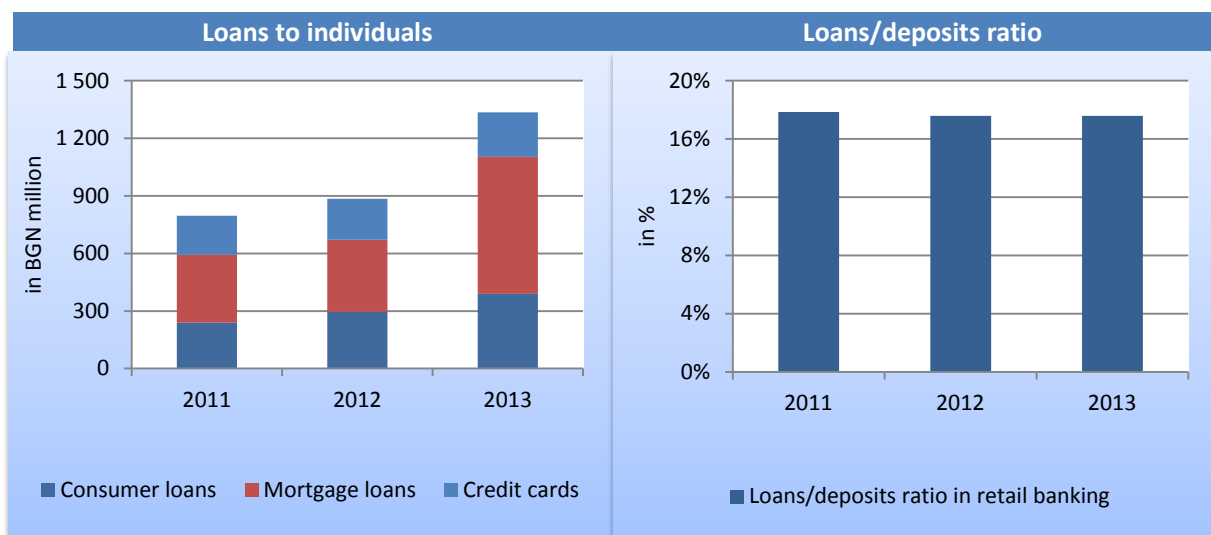 Loans to individuals
in BGN million
1 500
1 200
900
600
300
0
2011 2012 2013
Consumer loans Mortgage loans Credit cards
Loans/deposits ratio
in %
20%
16%
12%
8%
4%
0%
2011 2012 2013
Loans/deposits ratio in retail banking